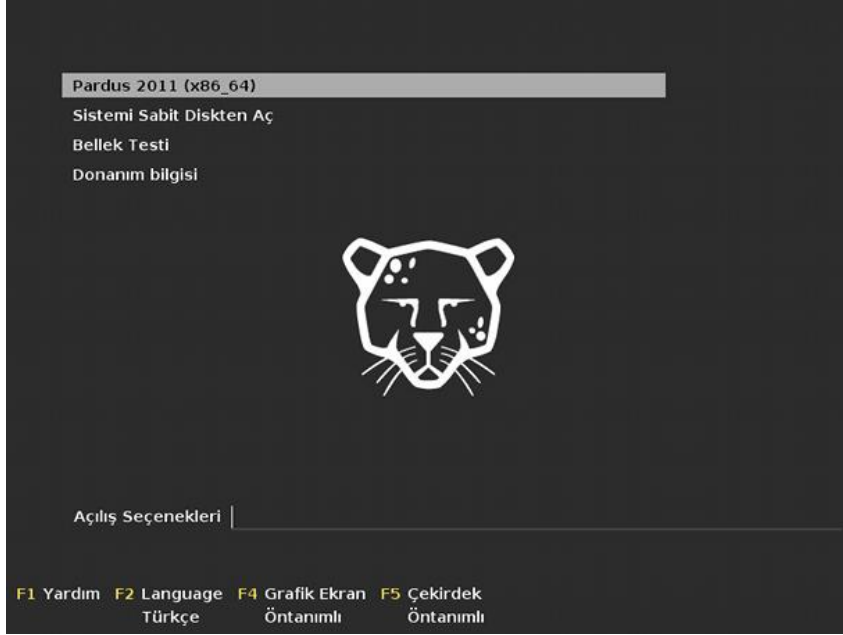 Pardus 2011 (x86_64)
Sistemi Sabit Diskten Aç
Bellek Testi
Donanım bilgisi
Açılış Seçenekleri
F1 Yardım F2 Language F4 Grafik Ekran F5 Çekirdek
Türkçe Öntanımlı Öntanımlı